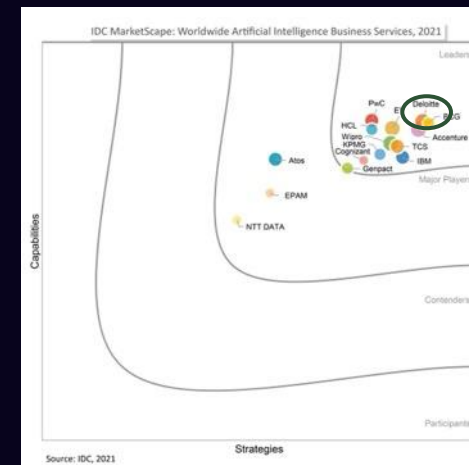 IDC MarketScape: Worldwide Artificial Intelligence Business Services, 2021
Leaders
PwC
Deloitte
HCL
Accenture
Wipro
KPMG
TCS
Cognizant
IBM
Genpact
Atos
Major Players
EPAM
NTT DATA
Capabilities
Contenders
Participants
Strategies
Source: IDC, 2021